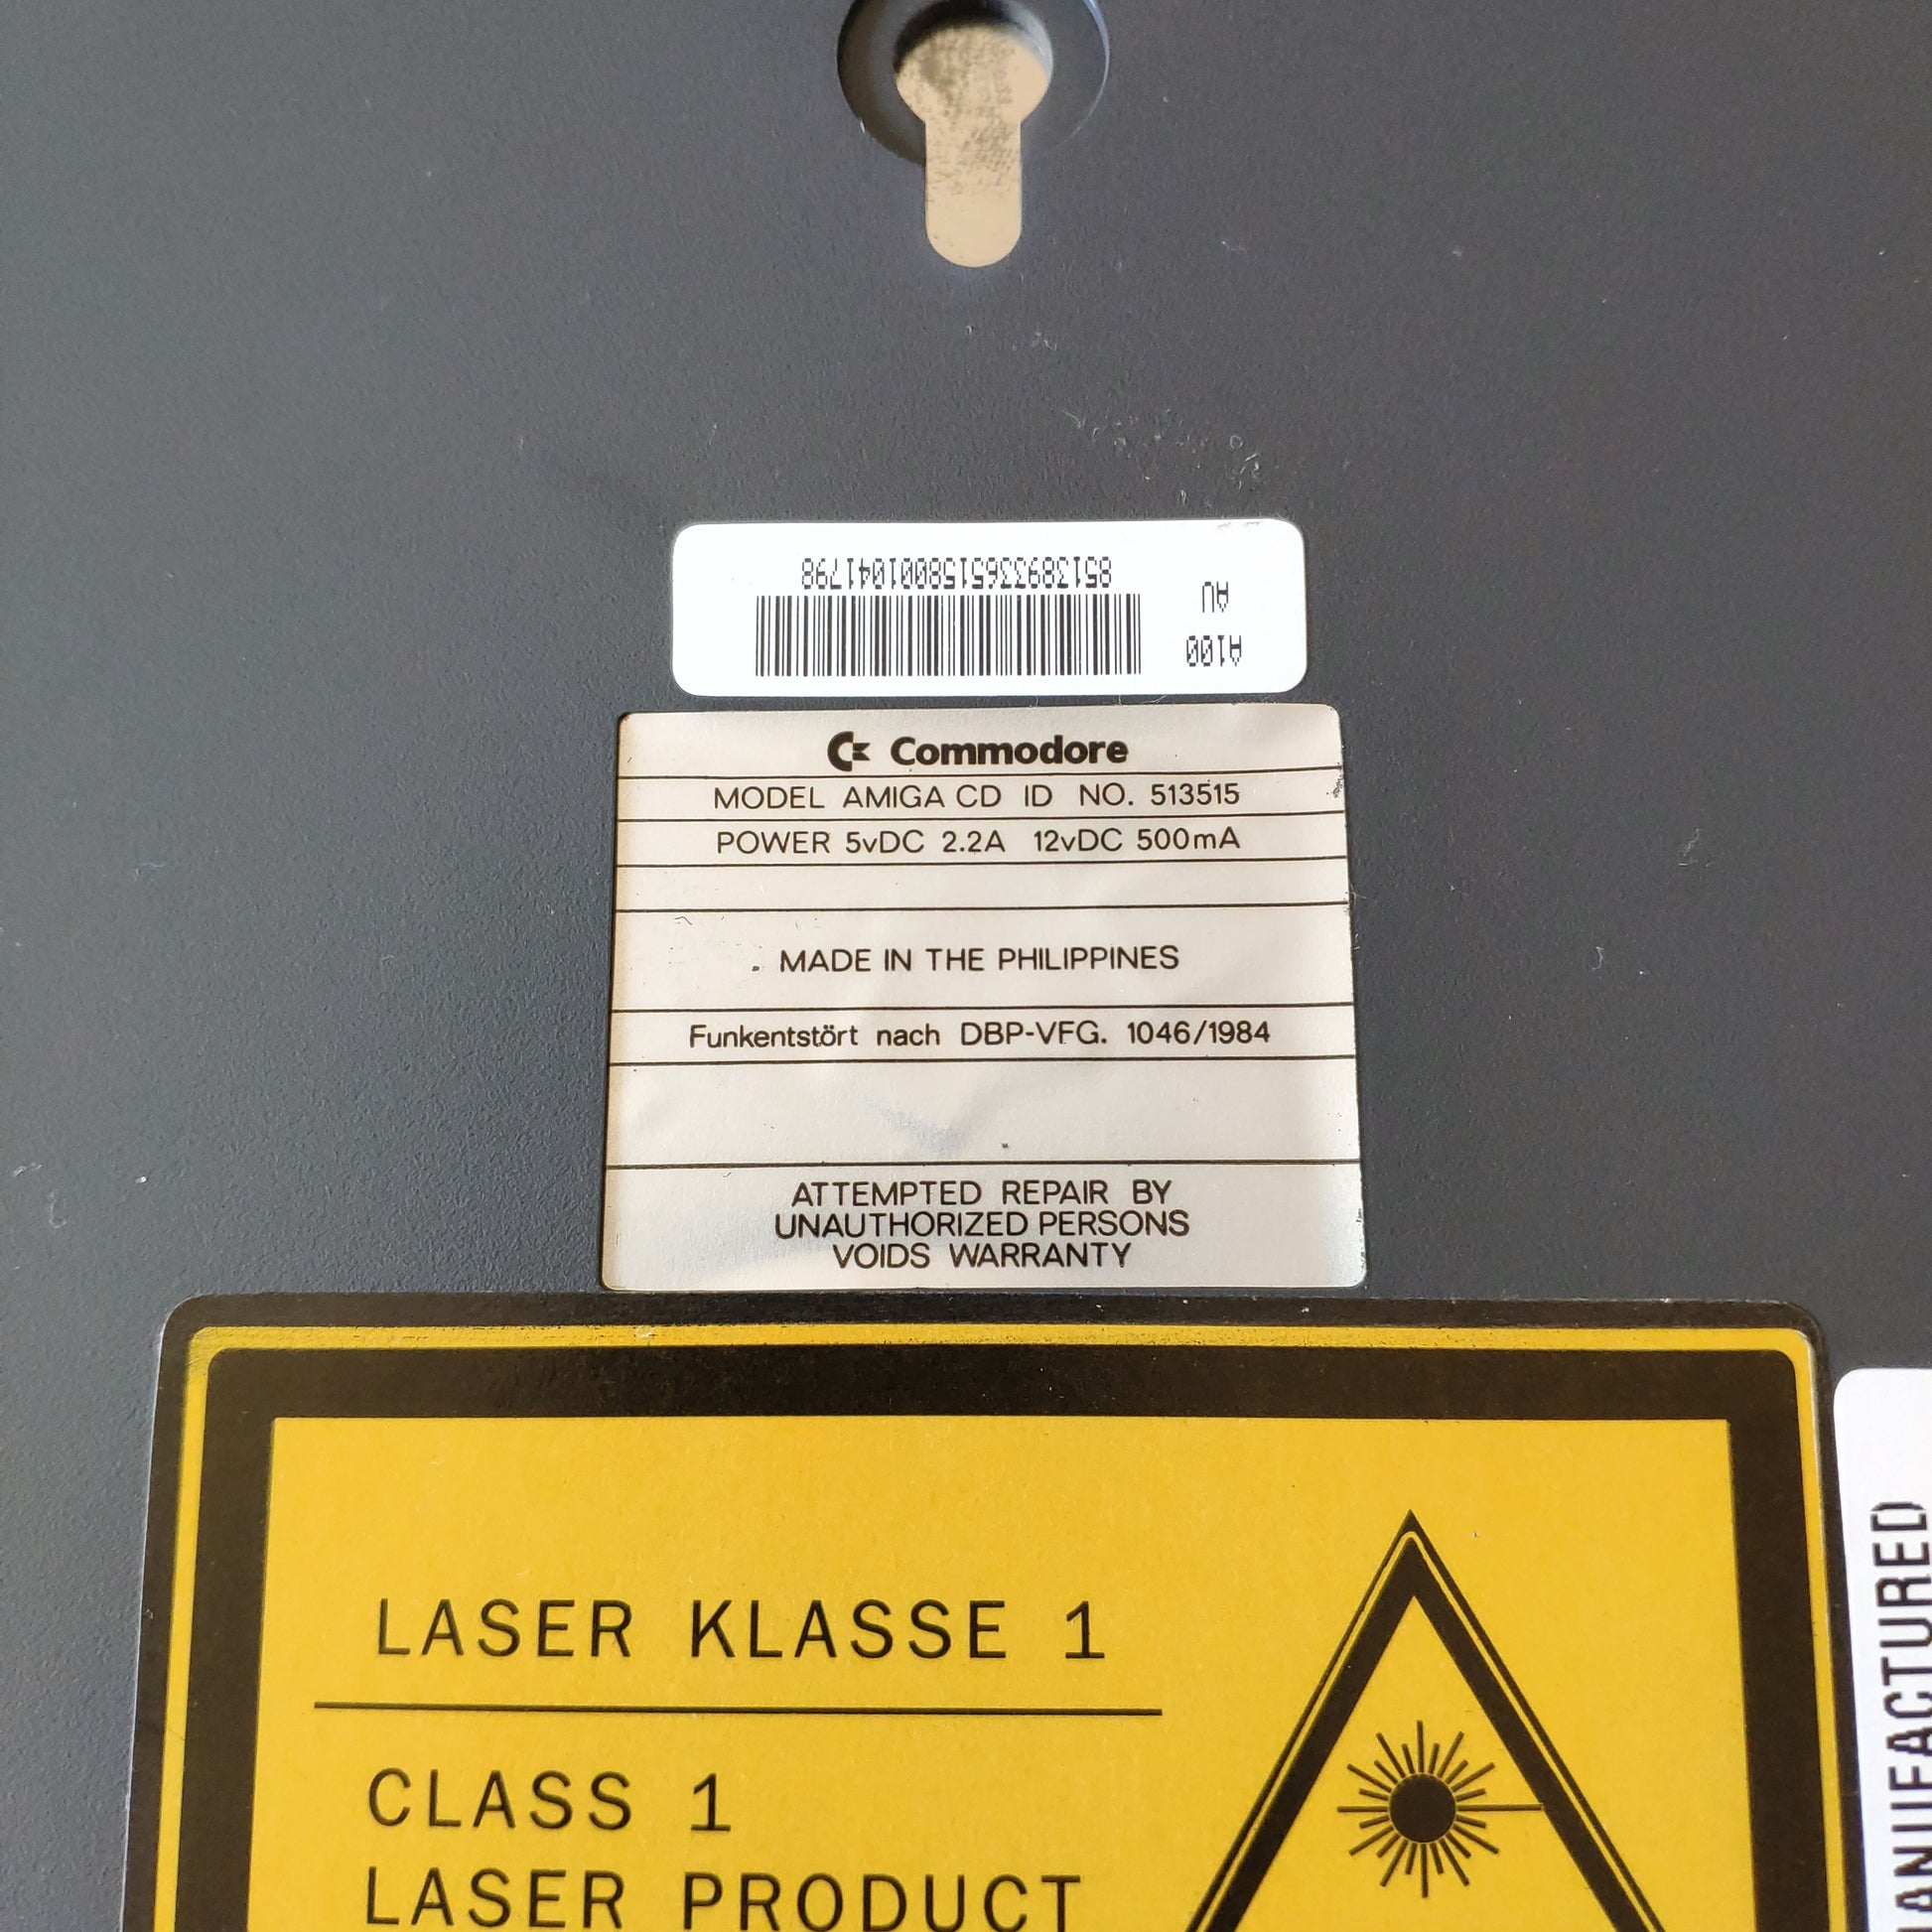 A100
AU
8513893365158001041798
Commodore
MODEL AMIGA CD ID NO. 513515
POWER 5vDC 2.2A 12vDC 500mA
MADE IN THE PHILIPPINES
Funkentstört nach DBP-VFG. 1046/1984
ATTEMPTED REPAIR BY
UNAUTHORIZED PERSONS
VOIDS WARRANTY
LASER KLASSE 1
CLASS 1
LASER PRODUCT
MANUFACTURED